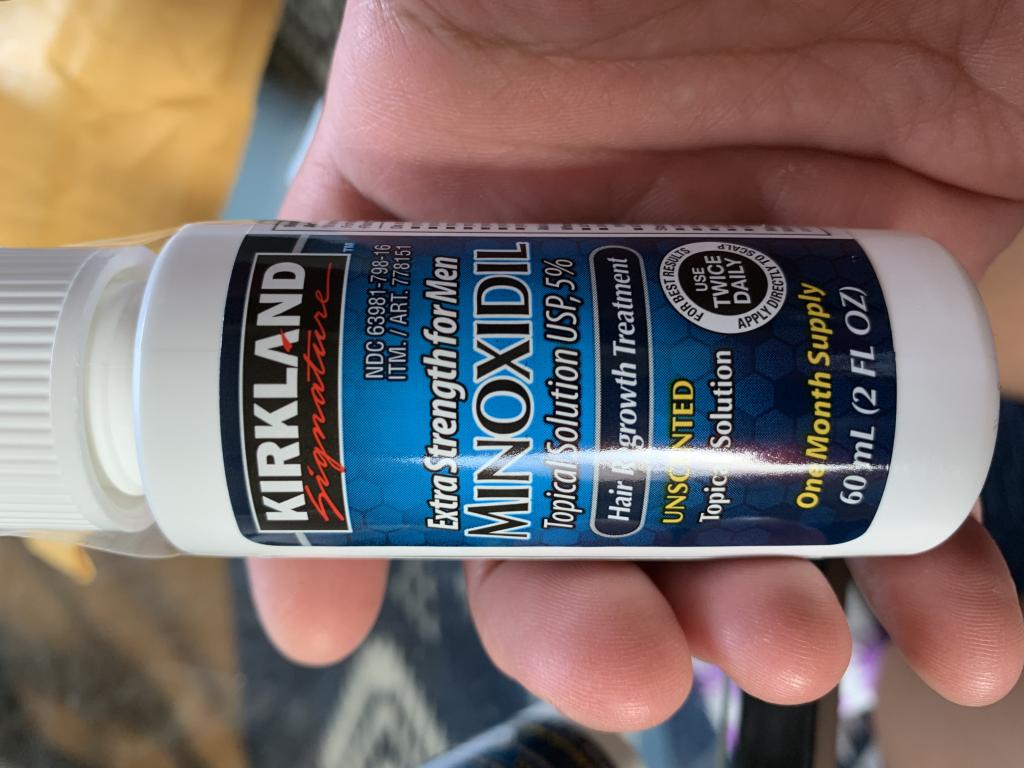 KIRKLAND
Signature™
NDC 63981-798-16
ITM. / ART. 778151
Extra Strength for Men
MINOXIDIL
Topical Solution USP, 5%
Hair Regrowth Treatment
UNSCENTED
Topical Solution
FOR BEST RESULTS
USE
TWICE
DAILY
APPLY DIRECTLY TO SCALP
One Month Supply
60 mL (2 FL OZ)